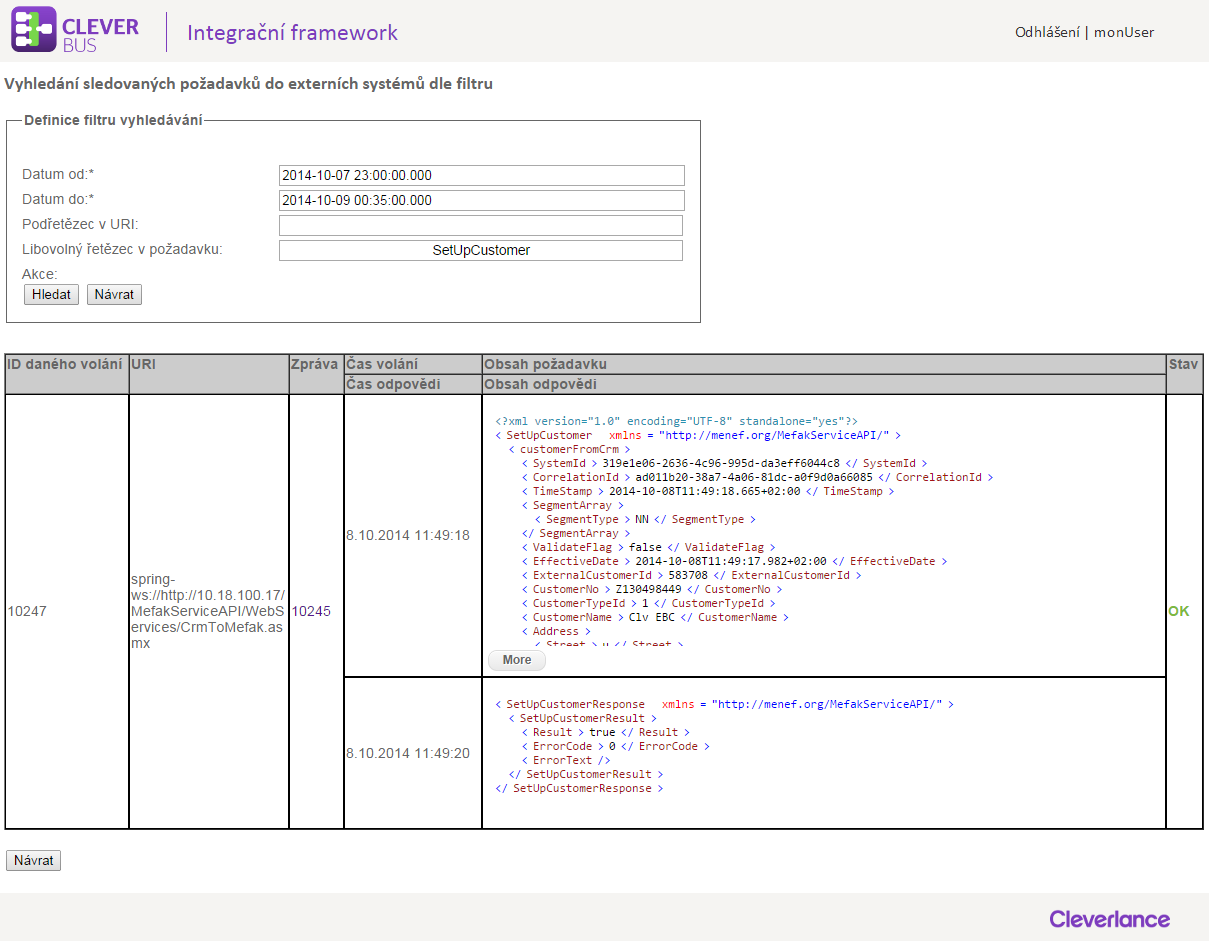 CLEVER
BUS
Integrační framework
Odhlášení | monUser
Vyhledání sledovaných požadavků do externích systémů dle filtru
Definice filtru vyhledávání
Datum od:* 2014-10-07 23:00:00.000
Datum do:* 2014-10-09 00:35:00.000
Podřetězec v URI:
Libovolný řetězec v požadavku: SetUpCustomer
Akce:
Hledat Návrat
ID daného volání URI Zpráva Čas volání Obsah požadavku Stav
Čas odpovědi Obsah odpovědi
10247
spring-
ws://http://10.18.100.17/
MefakServiceAPI/WebS
ervices/CrmToMefak.as
mx
10245
8.10.2014 11:49:18
<?xml version="1.0" encoding="UTF-8" standalone="yes"?>
< SetUpCustomer xmlns = "http://menef.org/MefakServiceAPI/" >
< customerFromCrm >
< SystemId > 319e1e06-2636-4c96-995d-da3eff6044c8 </ SystemId >
< CorrelationId > ad011b20-38a7-4a06-81dc-a0f9d0a66085 </ CorrelationId >
< TimeStamp > 2014-10-08T11:49:18.665+02:00 </ TimeStamp >
< SegmentArray >
< SegmentType > NN </ SegmentType >
</ SegmentArray >
< ValidateFlag > false </ ValidateFlag >
< EffectiveDate > 2014-10-08T11:49:17.982+02:00 </ EffectiveDate >
< ExternalCustomerId > 583708 </ ExternalCustomerId >
< CustomerNo > Z130498449 </ CustomerNo >
< CustomerTypeId > 1 </ CustomerTypeId >
< CustomerName > Clv EBC </ CustomerName >
< Address >
< Street > u </ Street >
More
OK
8.10.2014 11:49:20
< SetUpCustomerResponse xmlns = "http://menef.org/MefakServiceAPI/" >
< SetUpCustomerResult >
< Result > true </ Result >
< ErrorCode > 0 </ ErrorCode >
< ErrorText />
</ SetUpCustomerResult >
</ SetUpCustomerResponse >
Návrat
Cleverlance